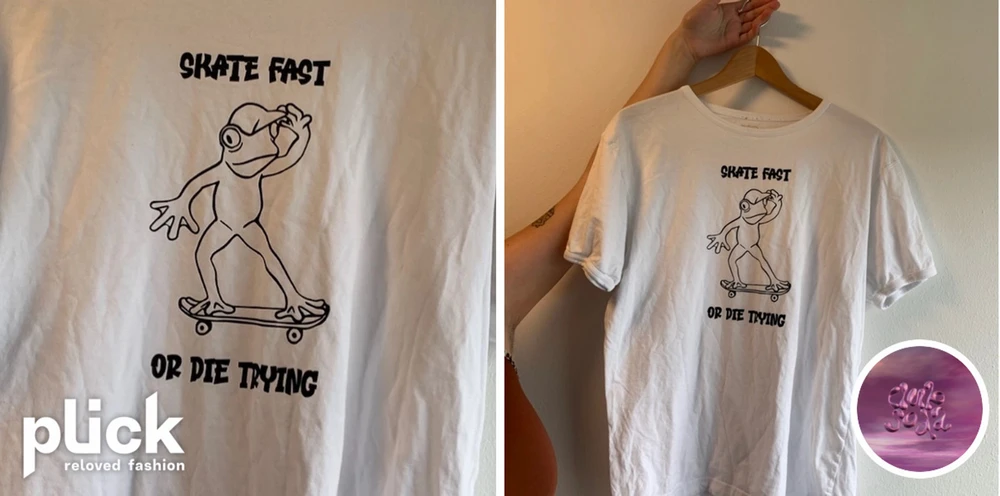 SKATE FAST
OR DIE TRYING
plick
reloved fashion
SKATE FAST
OR DIE TRYING